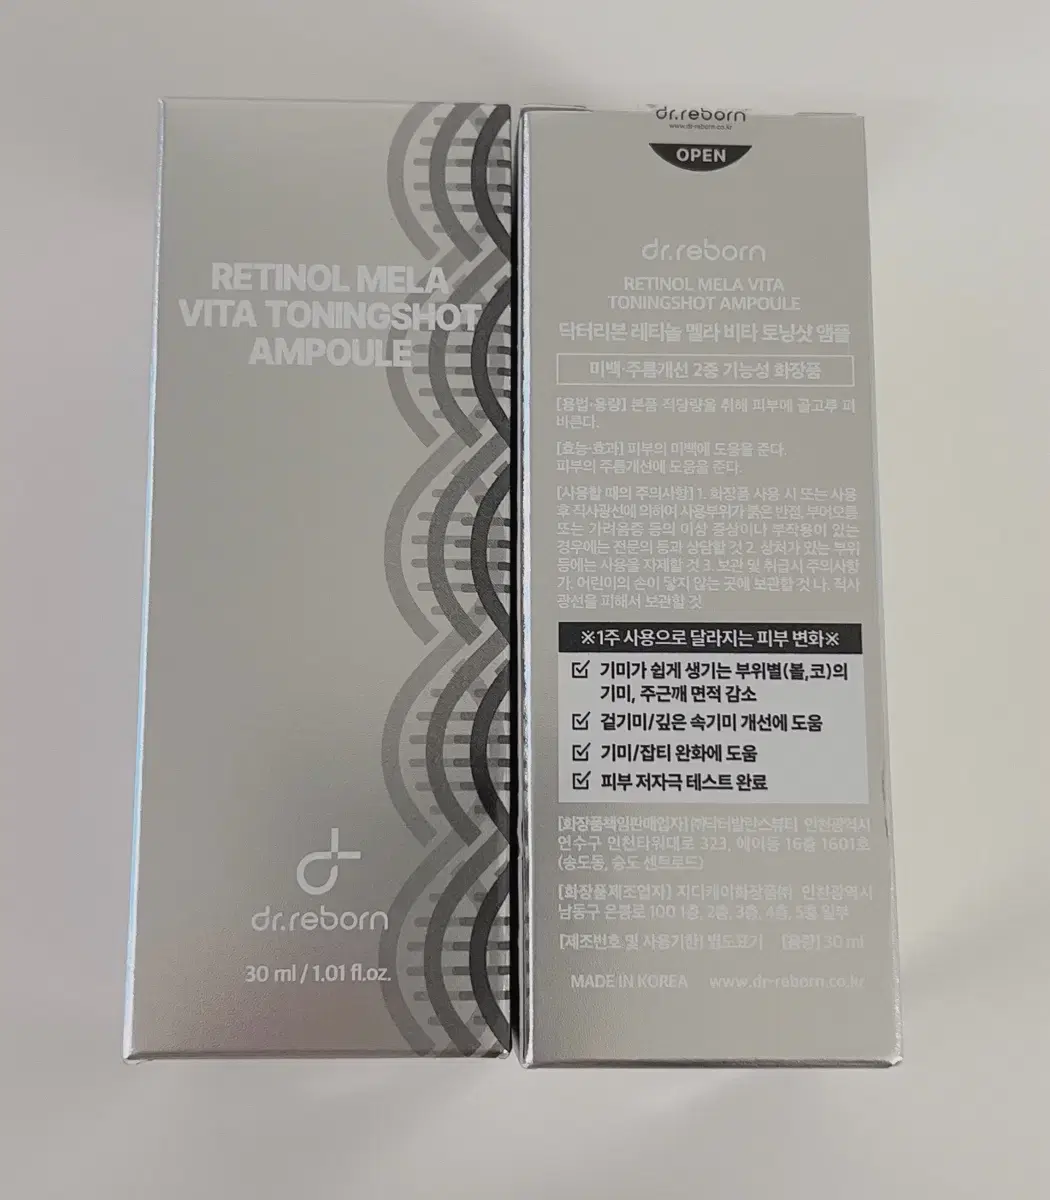 RETINOL MELA
VITA TONINGSHOT
AMPOULE
dr.reborn
30 ml / 1.01 fl.oz.
dr.reborn
www.dr-reborn.co.kr
OPEN
dr.reborn
RETINOL MELA VITA
TONINGSHOT AMPOULE
닥터리본 레티놀 멜라 비타 토닝샷 앰플
미백·주름개선 2중 기능성 화장품
[용법·용량] 본품 적당량을 취해 피부에 골고루 펴
바른다.
[효능·효과] 피부의 미백에 도움을 준다.
피부의 주름개선에 도움을 준다.
[사용할 때의 주의사항] 1. 화장품 사용 시 또는 사용
후 직사광선에 의하여 사용부위가 붉은 반점, 부어오름
또는 가려움증 등의 이상 증상이나 부작용이 있는
경우에는 전문의 등과 상담할 것 2. 상처가 있는 부위
등에는 사용을 자제할 것 3. 보관 및 취급시 주의사항
가. 어린이의 손이 닿지 않는 곳에 보관할 것 나. 직사
광선을 피해서 보관할 것
※1주 사용으로 달라지는 피부 변화※
기미가 쉽게 생기는 부위별(볼,코)의
기미, 주근깨 면적 감소
겉기미/깊은 속기미 개선에 도움
기미/잡티 완화에 도움
피부 저자극 테스트 완료
[화장품책임판매업자] ㈜닥터발란스뷰티 인천광역시
연수구 인천타워대로 323, 에이동 16층 1601호
(송도동, 송도 센트로드)
[화장품제조업자] 지디케이화장품㈜ 인천광역시
남동구 은봉로 100 1층, 2층, 3층, 4층, 5층 일부
[제조번호 및 사용기한] 별도표기 [용량] 30 ml
MADE IN KOREA www.dr-reborn.co.kr